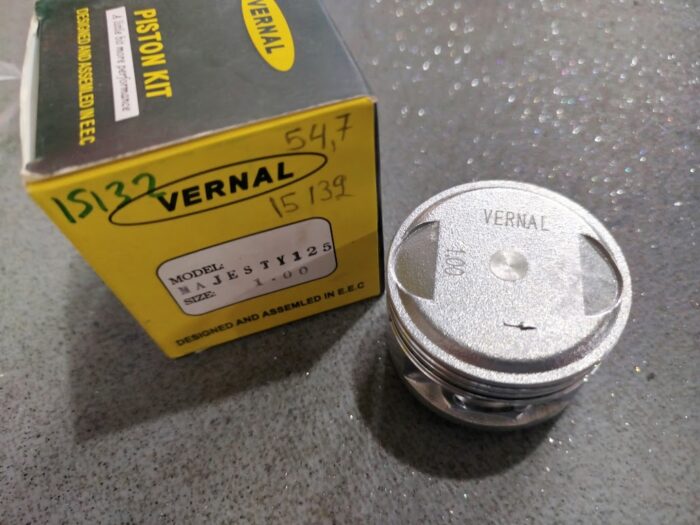 VERNAL
PISTON KIT
A little bit more performance
DESIGNED AND ASSEMLED IN E.E.C
54,7
15132
VERNAL
15132
MODEL:
MAJESTY125
SIZE: 1.00
DESIGNED AND ASSEMLED IN E.E.C
VERNAL
100